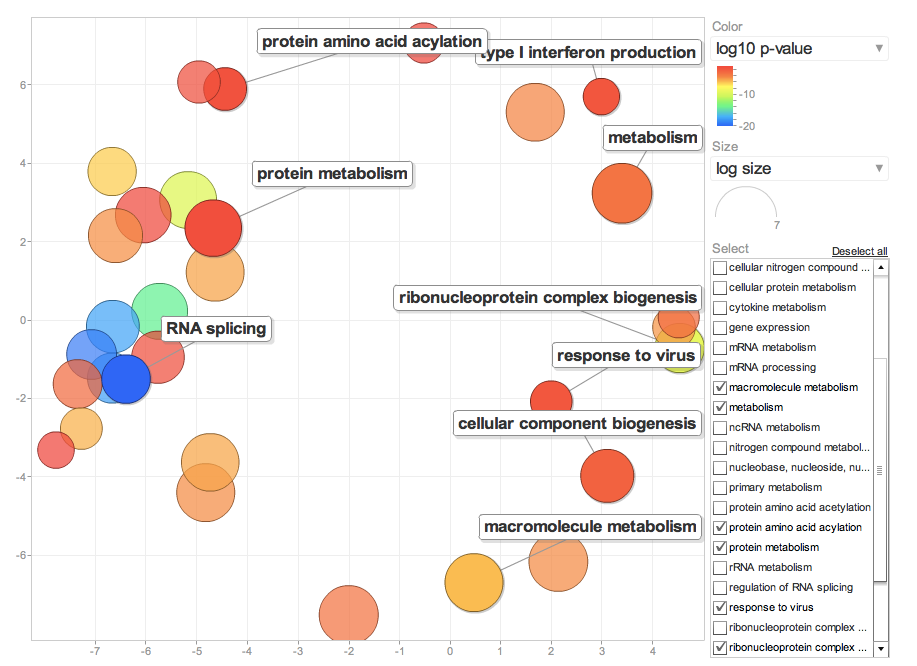 protein amino acid acylation
type I interferon production
metabolism
protein metabolism
ribonucleoprotein complex biogenesis
RNA splicing
response to virus
cellular component biogenesis
macromolecule metabolism
6
4
2
0
-2
-4
-6
-7
-6
-5
-4
-3
-2
-1
0
1
2
3
4
Color
log10 p-value
-10
-20
Size
log size
7
Select
Deselect all
cellular nitrogen compound ...
cellular protein metabolism
cytokine metabolism
gene expression
mRNA metabolism
mRNA processing
macromolecule metabolism
metabolism
ncRNA metabolism
nitrogen compound metabol...
nucleobase, nucleoside, nu...
primary metabolism
protein amino acid acetylation
protein amino acid acylation
protein metabolism
rRNA metabolism
regulation of RNA splicing
response to virus
ribonucleoprotein complex ...
ribonucleoprotein complex ...